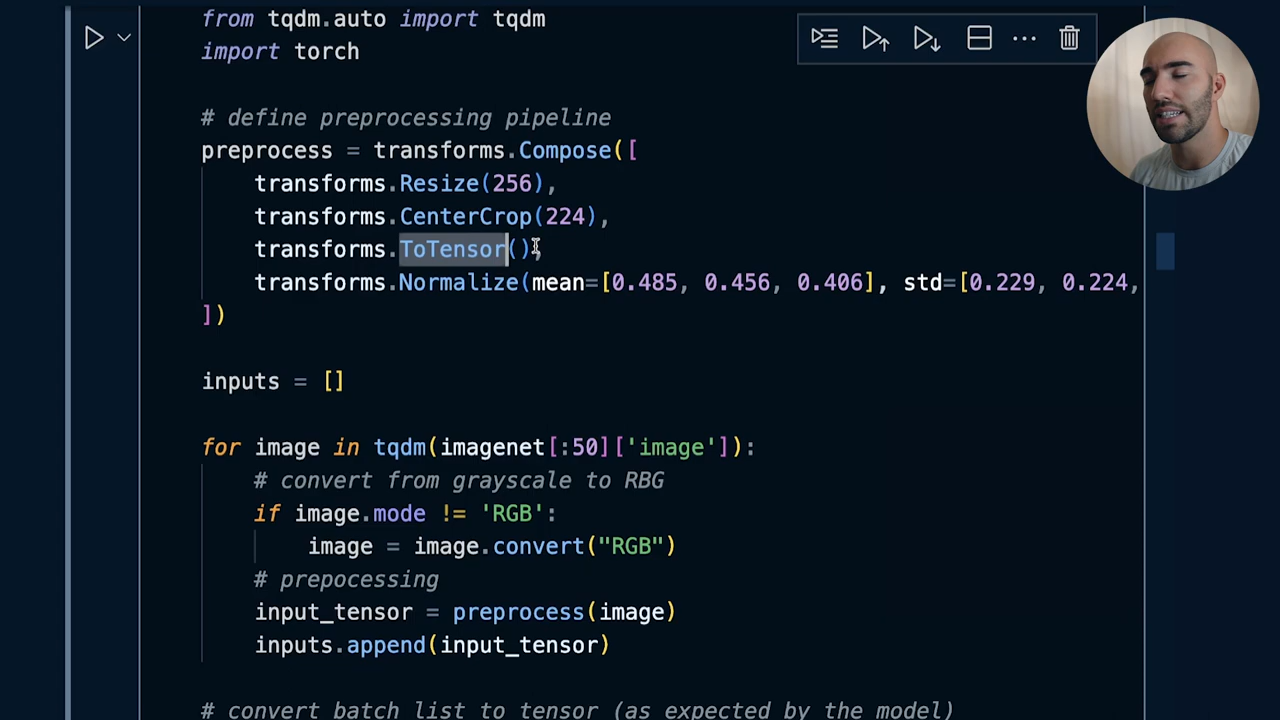 from tqdm.auto import tqdm
import torch
# define preprocessing pipeline
preprocess = transforms.Compose([
transforms.Resize(256),
transforms.CenterCrop(224),
transforms.ToTensor(),
transforms.Normalize(mean=[0.485, 0.456, 0.406], std=[0.229, 0.224,
])
inputs = []
for image in tqdm(imagenet[:50]['image']):
# convert from grayscale to RBG
if image.mode != 'RGB':
image = image.convert("RGB")
# prepocessing
input_tensor = preprocess(image)
inputs.append(input_tensor)
# convert batch list to tensor (as expected by the model)